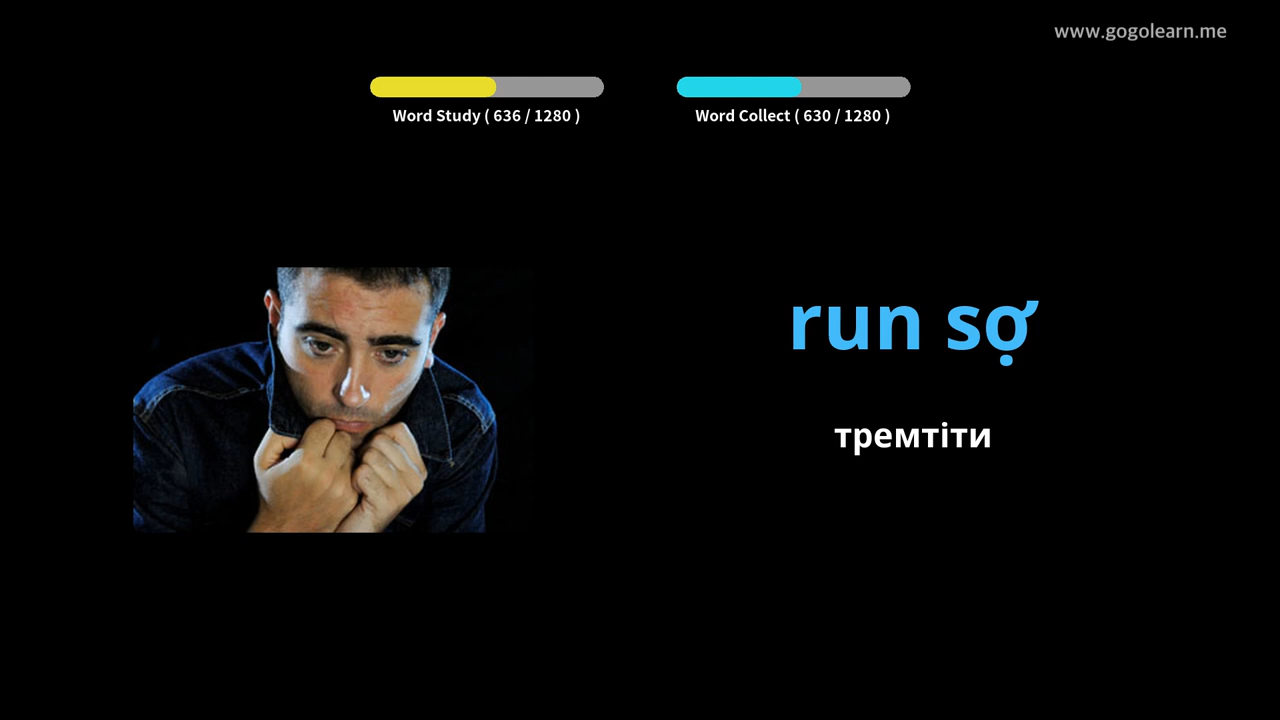 www.gogolearn.me
Word Study ( 636 / 1280 )
Word Collect ( 630 / 1280 )
run sợ
тремтіти